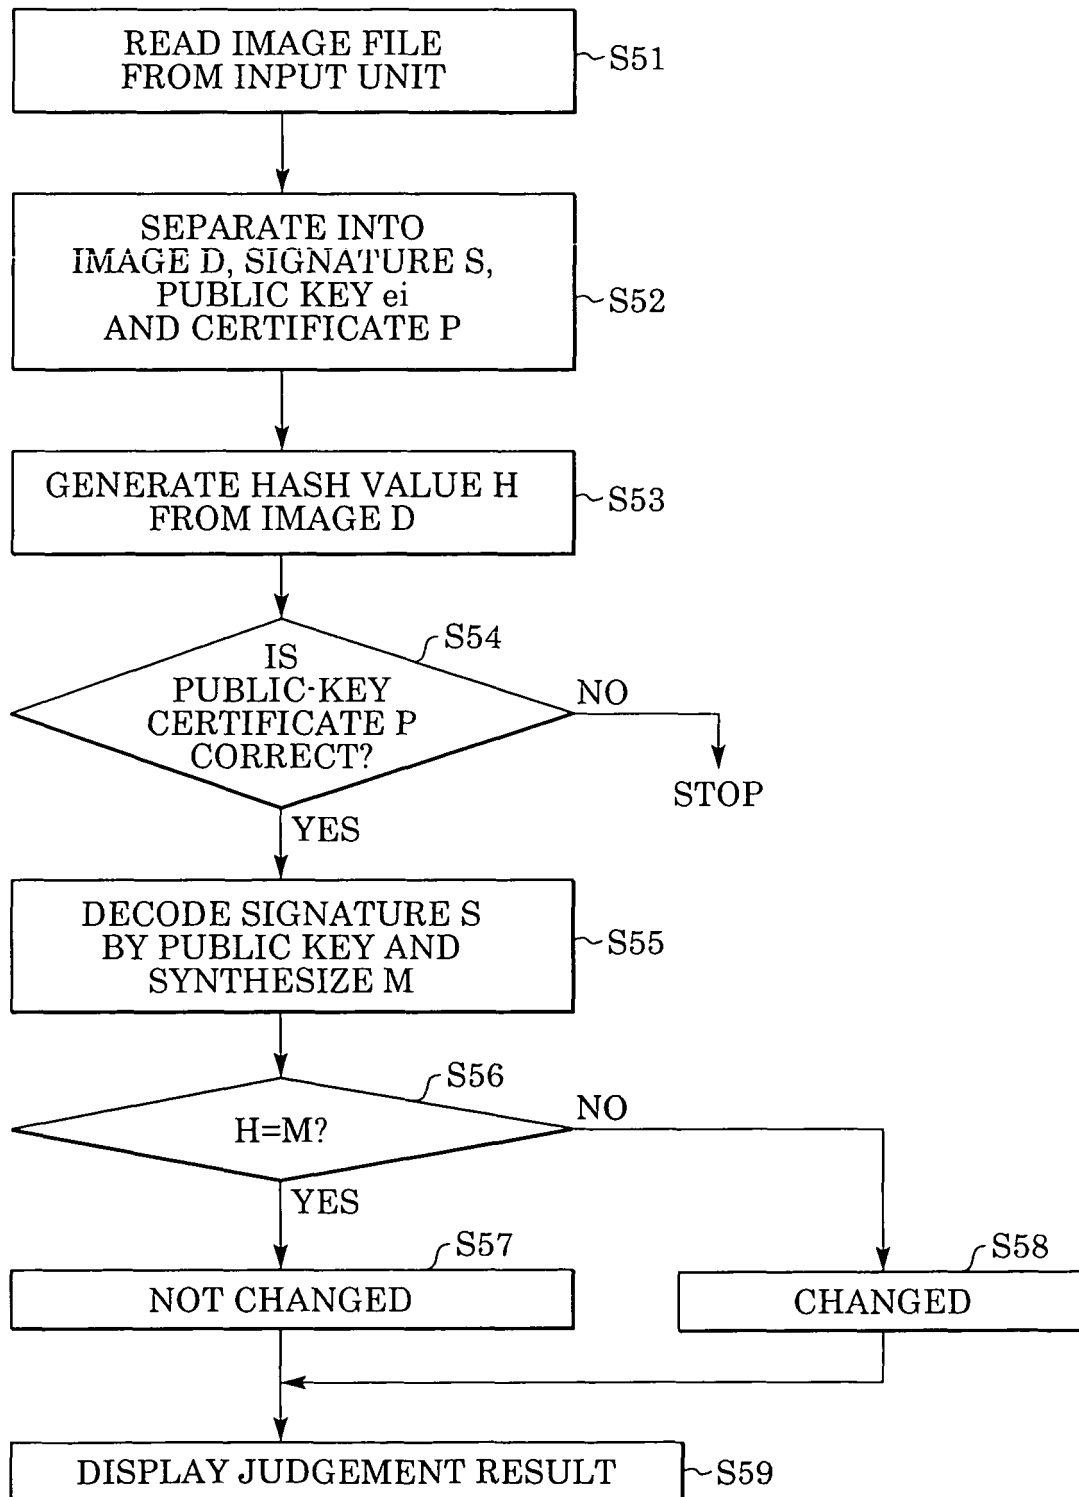 READ IMAGE FILE
FROM INPUT UNIT
S51
SEPARATE INTO
IMAGE D, SIGNATURE S,
PUBLIC KEY ei
AND CERTIFICATE P
S52
GENERATE HASH VALUE H
FROM IMAGE D
S53
S54
IS
PUBLIC-KEY
CERTIFICATE P
CORRECT?
NO
STOP
YES
DECODE SIGNATURE S
BY PUBLIC KEY AND
SYNTHESIZE M
S55
S56
H=M?
NO
YES
S57
NOT CHANGED
S58
CHANGED
DISPLAY JUDGEMENT RESULT
S59